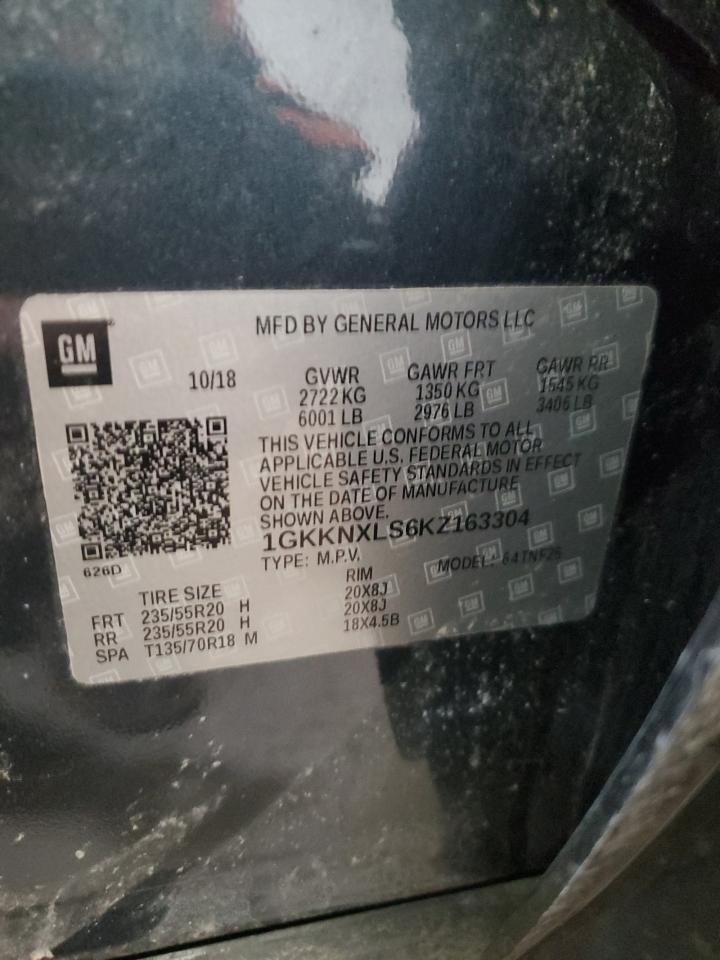 GM
MFD BY GENERAL MOTORS LLC
10/18
GVWR GAWR FRT GAWR RR
2722 KG 1350 KG 1545 KG
6001 LB 2976 LB 3406 LB
THIS VEHICLE CONFORMS TO ALL
APPLICABLE U.S. FEDERAL MOTOR
VEHICLE SAFETY STANDARDS IN EFFECT
ON THE DATE OF MANUFACTURE
SHOWN ABOVE.
1GKKNXLS6KZ163304
626D
TYPE: M.P.V. MODEL: 64TNF26
TIRE SIZE RIM
FRT 235/55R20 H 20X8J
RR 235/55R20 H 20X8J
SPA T135/70R18 M 18X4.5B